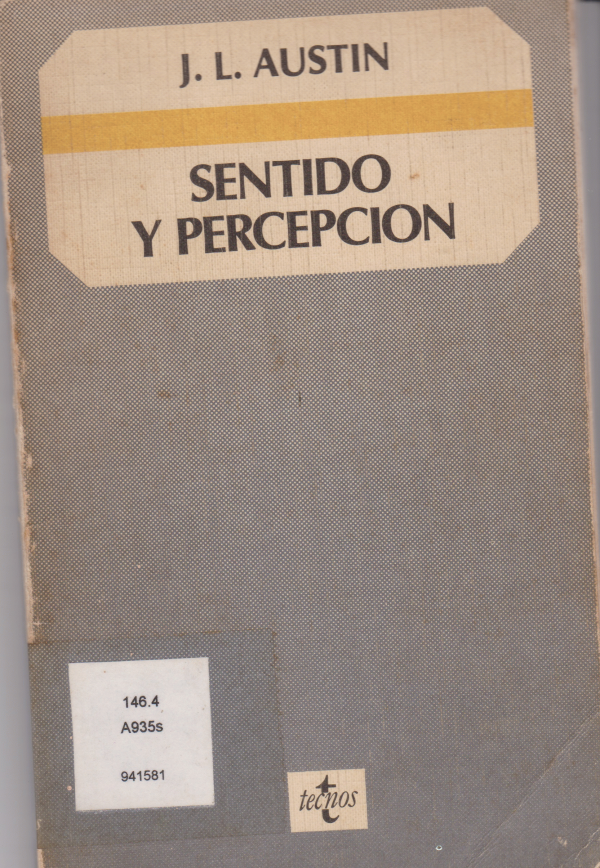 J. L. AUSTIN
SENTIDO
Y PERCEPCION
146.4
A935s
941581
tecnos